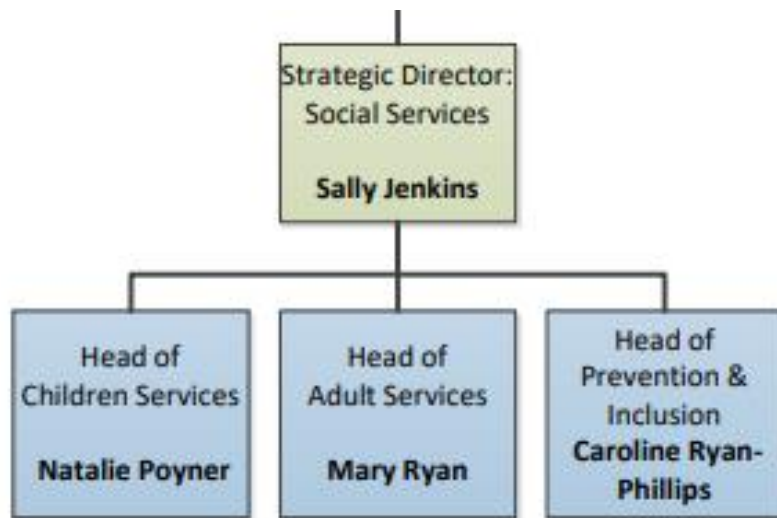 Strategic Director:
Social Services
Sally Jenkins
Head of
Children Services
Natalie Poyner
Head of
Adult Services
Mary Ryan
Head of
Prevention &
Inclusion
Caroline Ryan-
Phillips